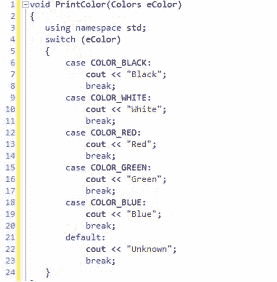 1 void PrintColor(Colors eColor)
2 {
3 using namespace std;
4 switch (eColor)
5 {
6 case COLOR_BLACK:
7 cout << "Black";
8 break;
9 case COLOR_WHITE:
10 cout << "White";
11 break;
12 case COLOR_RED:
13 cout << "Red";
14 break;
15 case COLOR_GREEN:
16 cout << "Green";
17 break;
18 case COLOR_BLUE:
19 cout << "Blue";
20 break;
21 default:
22 cout << "Unknown";
23 break;
24 }